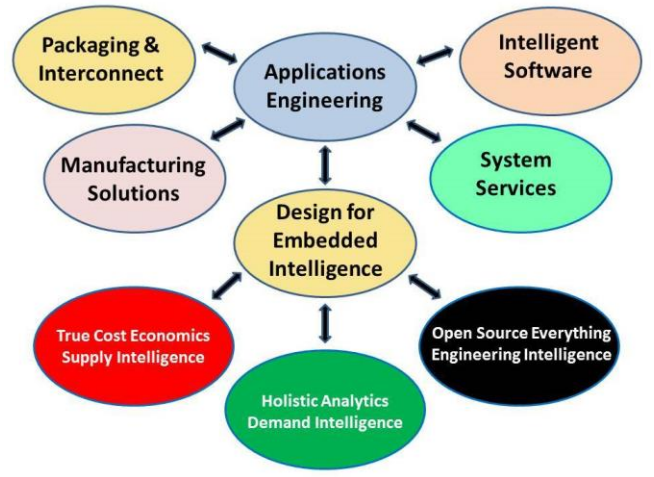 Packaging &
Interconnect
Applications
Engineering
Intelligent
Software
Manufacturing
Solutions
System
Services
Design for
Embedded
Intelligence
True Cost Economics
Supply Intelligence
Holistic Analytics
Demand Intelligence
Open Source Everything
Engineering Intelligence